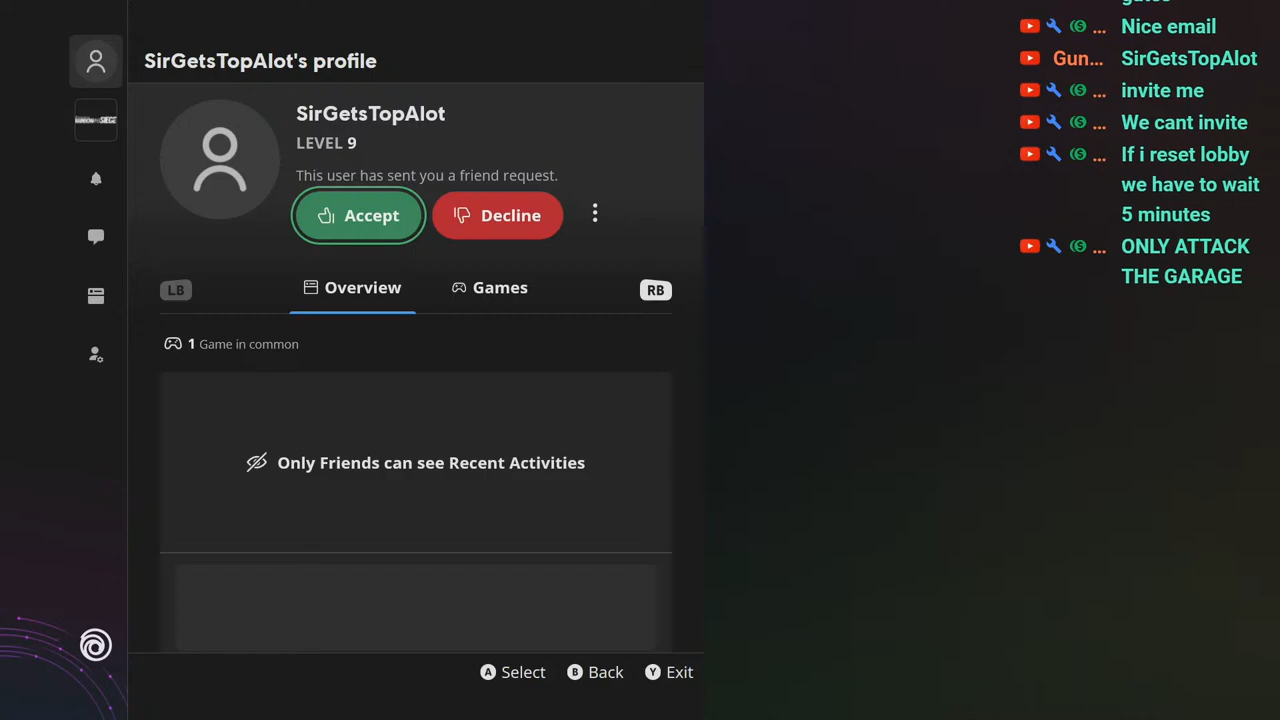 SirGetsTopAlot's profile
SirGetsTopAlot
LEVEL 9
This user has sent you a friend request.
Accept
Decline
LB
Overview
Games
RB
1 Game in common
Only Friends can see Recent Activities
A Select
B Back
Y Exit
Nice email
Gun... SirGetsTopAlot
... invite me
... We cant invite
... If i reset lobby
we have to wait
5 minutes
... ONLY ATTACK
THE GARAGE